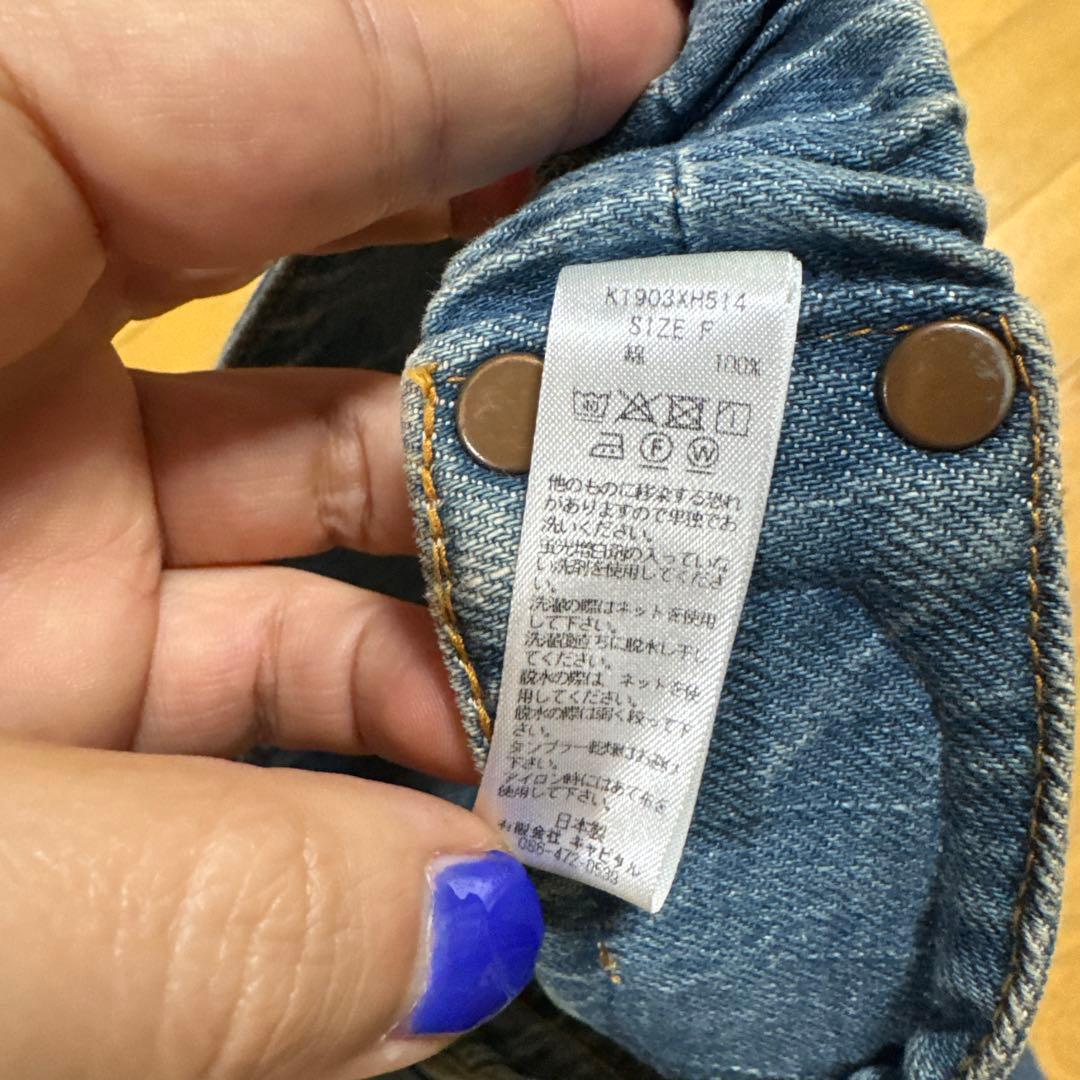 K1903XH514
SIZE F
綿 100%
40
F W
他のものに移染する恐れ
がありますので単独でお
洗いください。
蛍光増白剤の入っていな
い洗剤を使用してくださ
い。
洗濯の際はネットを使用
して下さい。
洗濯後直ちに脱水し干し
てください。
脱水の際は、ネットを使
用してください。
脱水の際は弱く絞って下
さい。
タンブラー乾燥はお避け
下さい。
アイロン時にはあて布を
使用して下さい。
日本製
有限会社 キャピタル
086-472-0539